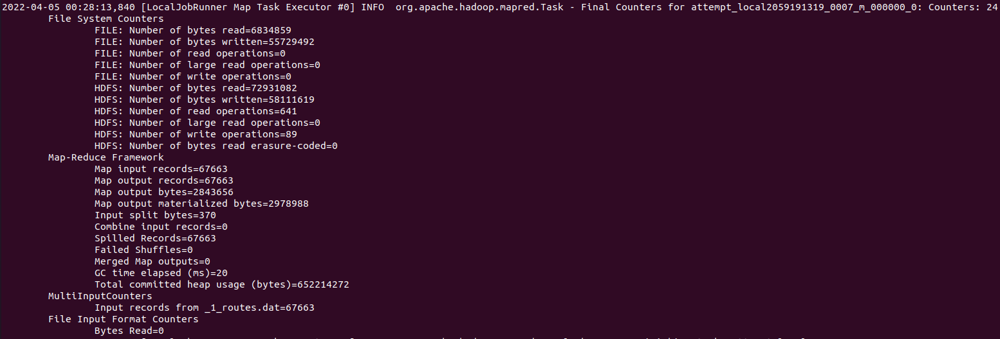 2022-04-05 00:28:13,840 [LocalJobRunner Map Task Executor #0] INFO  org.apache.hadoop.mapred.Task - Final Counters for attempt_local2059191319_0007_m_000000_0: Counters: 24
File System Counters
FILE: Number of bytes read=6834859
FILE: Number of bytes written=55729492
FILE: Number of read operations=0
FILE: Number of large read operations=0
FILE: Number of write operations=0
HDFS: Number of bytes read=72931082
HDFS: Number of bytes written=58111619
HDFS: Number of read operations=641
HDFS: Number of large read operations=0
HDFS: Number of write operations=89
HDFS: Number of bytes read erasure-coded=0
Map-Reduce Framework
Map input records=67663
Map output records=67663
Map output bytes=2843656
Map output materialized bytes=2978988
Input split bytes=370
Combine input records=0
Spilled Records=67663
Failed Shuffles=0
Merged Map outputs=0
GC time elapsed (ms)=20
Total committed heap usage (bytes)=652214272
MultiInputCounters
Input records from _1_routes.dat=67663
File Input Format Counters
Bytes Read=0